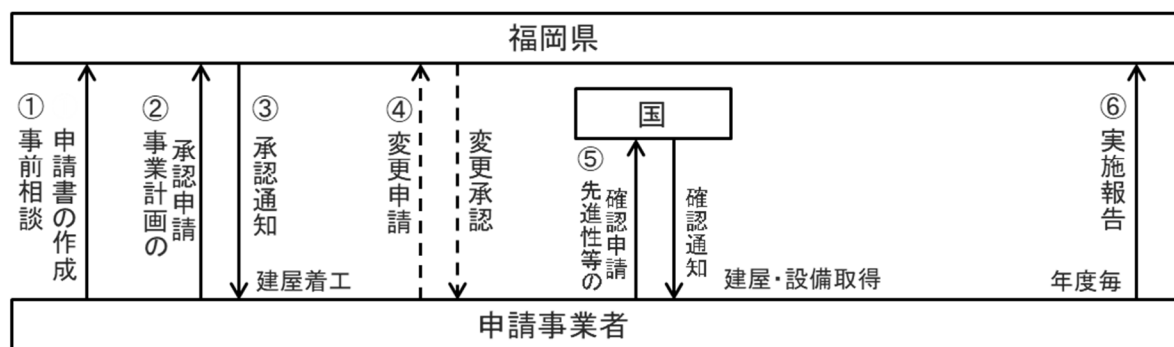 福岡県
①事前相談
申請書の作成
②事業計画の
承認申請
③承認通知
建屋着工
④変更申請
変更承認
国
⑤先進性等の
確認申請
確認通知
建屋・設備取得
⑥実施報告
年度毎
申請事業者